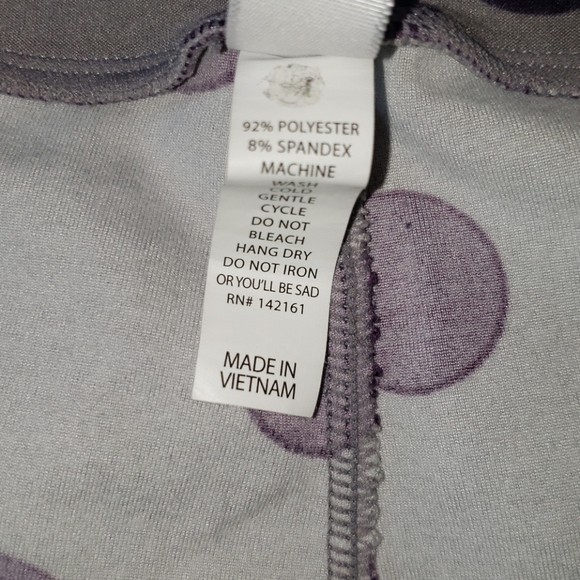 92% POLYESTER
8% SPANDEX
MACHINE
WASH
COLD
GENTLE
CYCLE
DO NOT
BLEACH
HANG DRY
DO NOT IRON
OR YOU'LL BE SAD
RN# 142161
MADE IN
VIETNAM